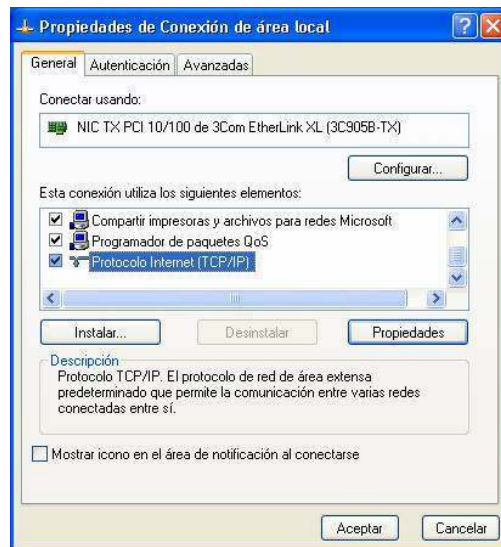 Propiedades de Conexión de área local
General Autenticación Avanzadas
Conectar usando:
NIC TX PCI 10/100 de 3Com EtherLink XL (3C905B-TX)
Configurar...
Esta conexión utiliza los siguientes elementos:
Compartir impresoras y archivos para redes Microsoft
Programador de paquetes QoS
Protocolo Internet (TCP/IP)
Instalar... Desinstalar Propiedades
Descripción
Protocolo TCP/IP. El protocolo de red de área extensa
predeterminado que permite la comunicación entre varias redes
conectadas entre sí.
Mostrar icono en el área de notificación al conectarse
Aceptar Cancelar